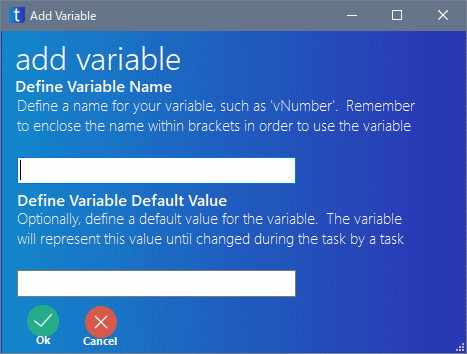 t Add Variable
add variable
Define Variable Name
Define a name for your variable, such as 'vNumber'. Remember
to enclose the name within brackets in order to use the variable
Define Variable Default Value
Optionally, define a default value for the variable. The variable
will represent this value until changed during the task by a task
Ok Cancel